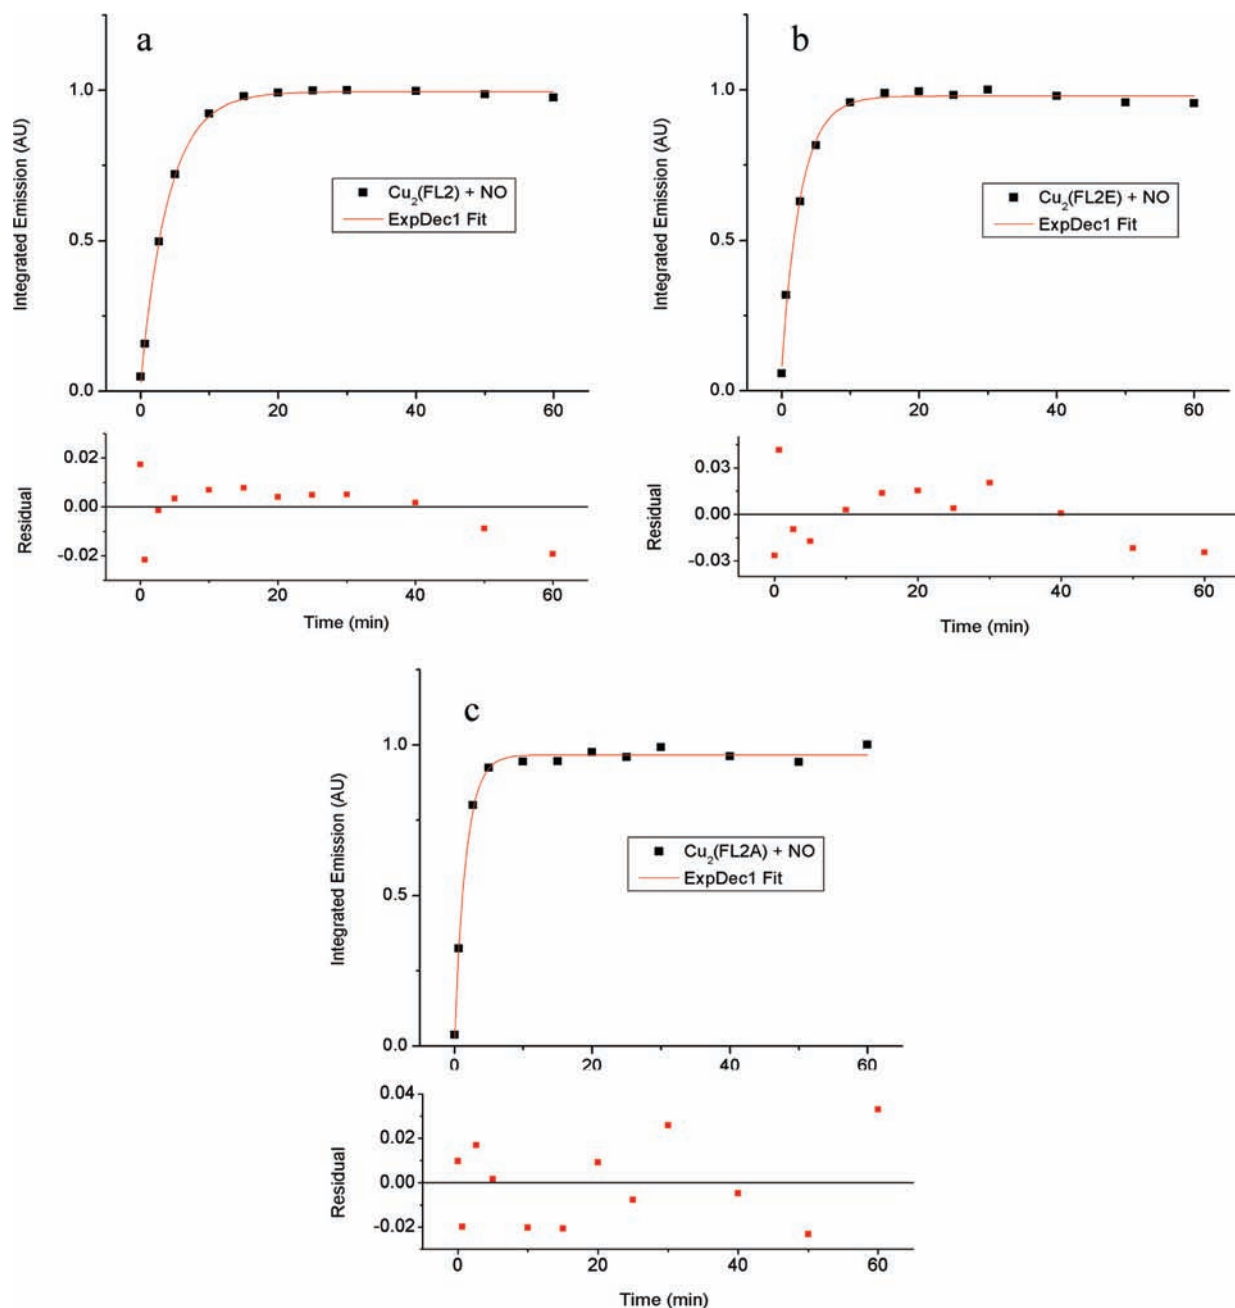 a
1.0
0.5
0.0
Integrated Emission (AU)
Cu2(FL2) + NO
ExpDec1 Fit
0 20 40 60
0.02
0.00
-0.02
Residual
0 20 40 60
Time (min)
b
1.0
0.5
0.0
Integrated Emission (AU)
Cu2(FL2E) + NO
ExpDec1 Fit
0 20 40 60
0.03
0.00
-0.03
Residual
0 20 40 60
Time (min)
c
1.0
0.5
0.0
Integrated Emission (AU)
Cu2(FL2A) + NO
ExpDec1 Fit
0 20 40 60
0.04
0.02
0.00
-0.02
Residual
0 20 40 60
Time (min)